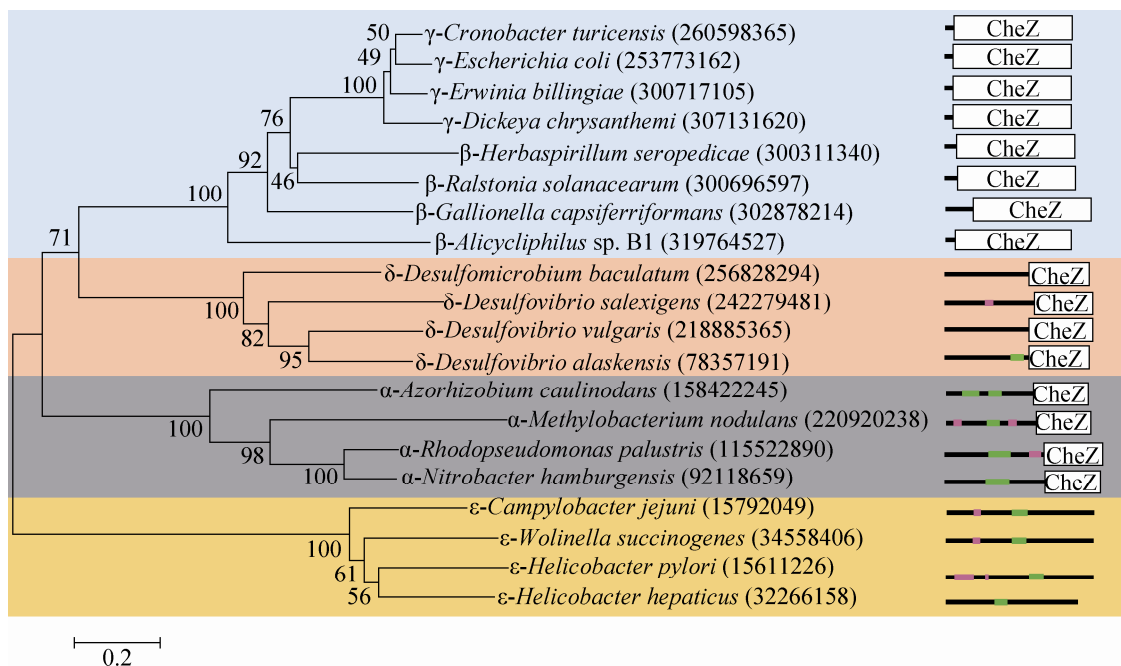 50
γ-Cronobacter turicensis (260598365) CheZ
49
γ-Escherichia coli (253773162) CheZ
100
γ-Erwinia billingiae (300717105) CheZ
76
γ-Dickeya chrysanthemi (307131620) CheZ
92
β-Herbaspirillum seropedicae (300311340) CheZ
46
β-Ralstonia solanacearum (300696597) CheZ
100
β-Gallionella capsiferriformans (302878214) CheZ
71
β-Alicycliphilus sp. B1 (319764527) CheZ
δ-Desulfomicrobium baculatum (256828294) CheZ
100
δ-Desulfovibrio salexigens (242279481) CheZ
82
δ-Desulfovibrio vulgaris (218885365) CheZ
95
δ-Desulfovibrio alaskensis (78357191) CheZ
α-Azorhizobium caulinodans (158422245) CheZ
100
α-Methylobacterium nodulans (220920238) CheZ
98
α-Rhodopseudomonas palustris (115522890) CheZ
100
α-Nitrobacter hamburgensis (92118659) CheZ
ε-Campylobacter jejuni (15792049)
100
ε-Wolinella succinogenes (34558406)
61
ε-Helicobacter pylori (15611226)
56
ε-Helicobacter hepaticus (32266158)
0.2